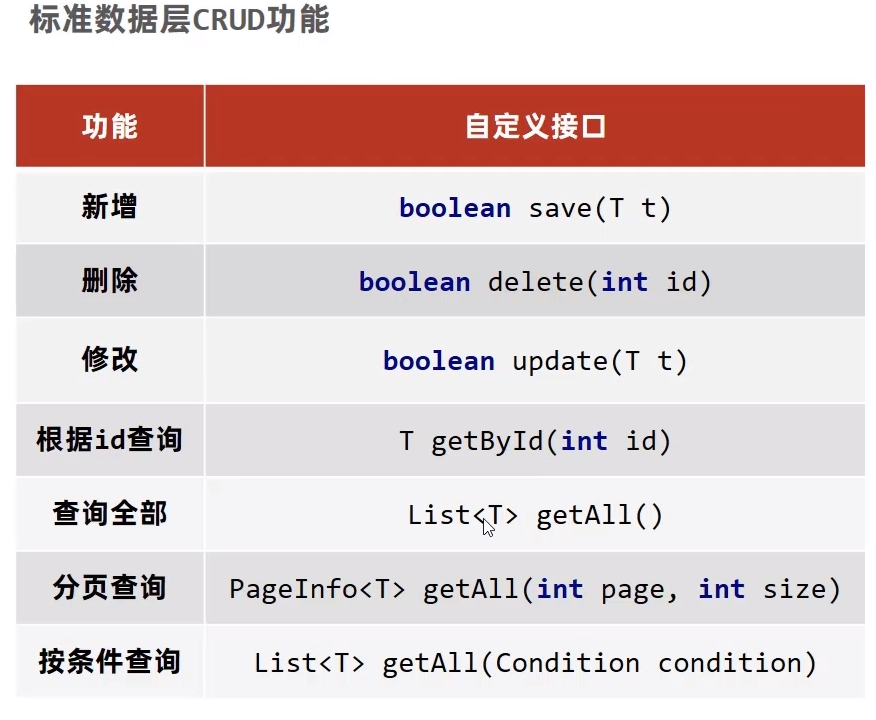 标准数据层CRUD功能
功能 自定义接口
新增 boolean save(T t)
删除 boolean delete(int id)
修改 boolean update(T t)
根据id查询 T getById(int id)
查询全部 List<T> getAll()
分页查询 PageInfo<T> getAll(int page, int size)
按条件查询 List<T> getAll(Condition condition)